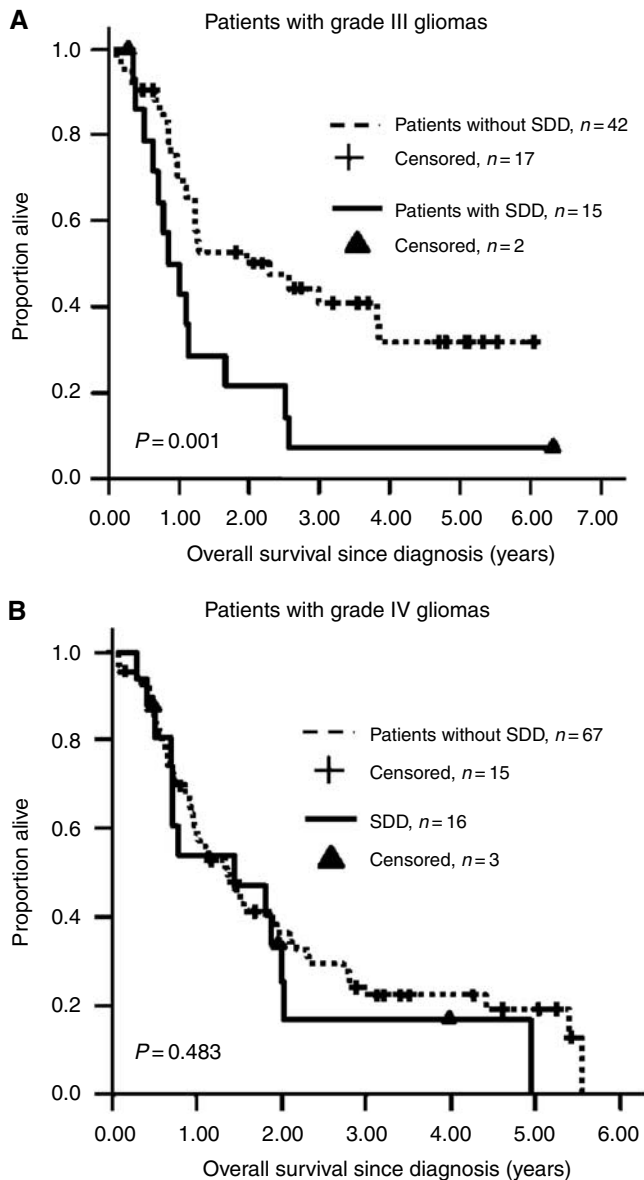 A
Patients with grade III gliomas
1.0
0.8
0.6
0.4
0.2
0.0
Proportion alive
Patients without SDD, n=42
Censored, n=17
Patients with SDD, n=15
Censored, n=2
P=0.001
0.00 1.00 2.00 3.00 4.00 5.00 6.00 7.00
Overall survival since diagnosis (years)
B
Patients with grade IV gliomas
1.0
0.8
0.6
0.4
0.2
0.0
Proportion alive
Patients without SDD, n=67
Censored, n=15
SDD, n=16
Censored, n=3
P=0.483
0.00 1.00 2.00 3.00 4.00 5.00 6.00
Overall survival since diagnosis (years)